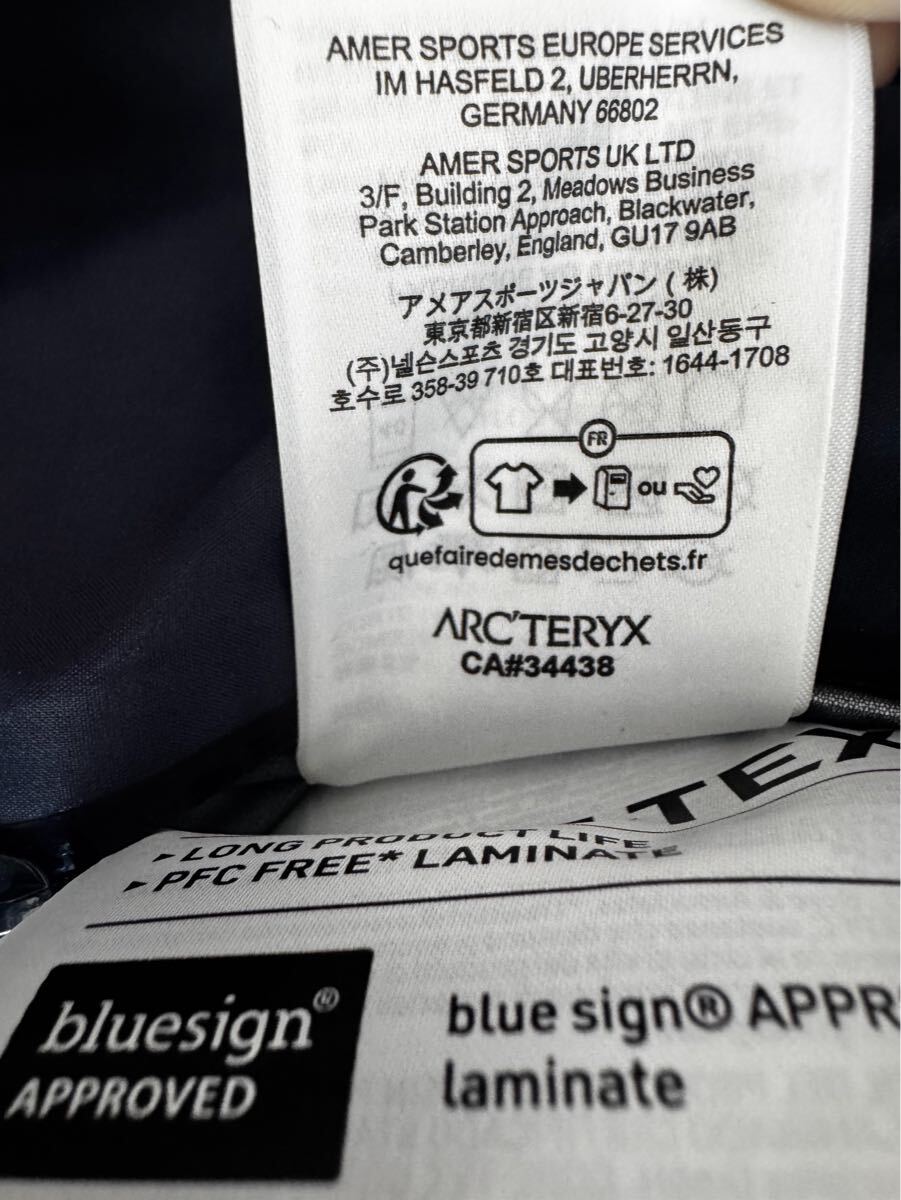 AMER SPORTS EUROPE SERVICES
IM HASFELD 2, UBERHERRN,
GERMANY 66802
AMER SPORTS UK LTD
3/F, Building 2, Meadows Business
Park Station Approach, Blackwater,
Camberley, England, GU17 9AB
アメアスポーツジャパン (株)
東京都新宿区新宿6-27-30
(주)넬슨스포츠 경기도 고양시 일산동구
호수로 358-39 710호 대표번호: 1644-1708
FR
ou
quefairedemesdechets.fr
ARC'TERYX
CA#34438
TEX
▸ LONG PRODUCT LIFE
▸ PFC FREE* LAMINATE
bluesign®
APPROVED
blue sign® APPR
laminate